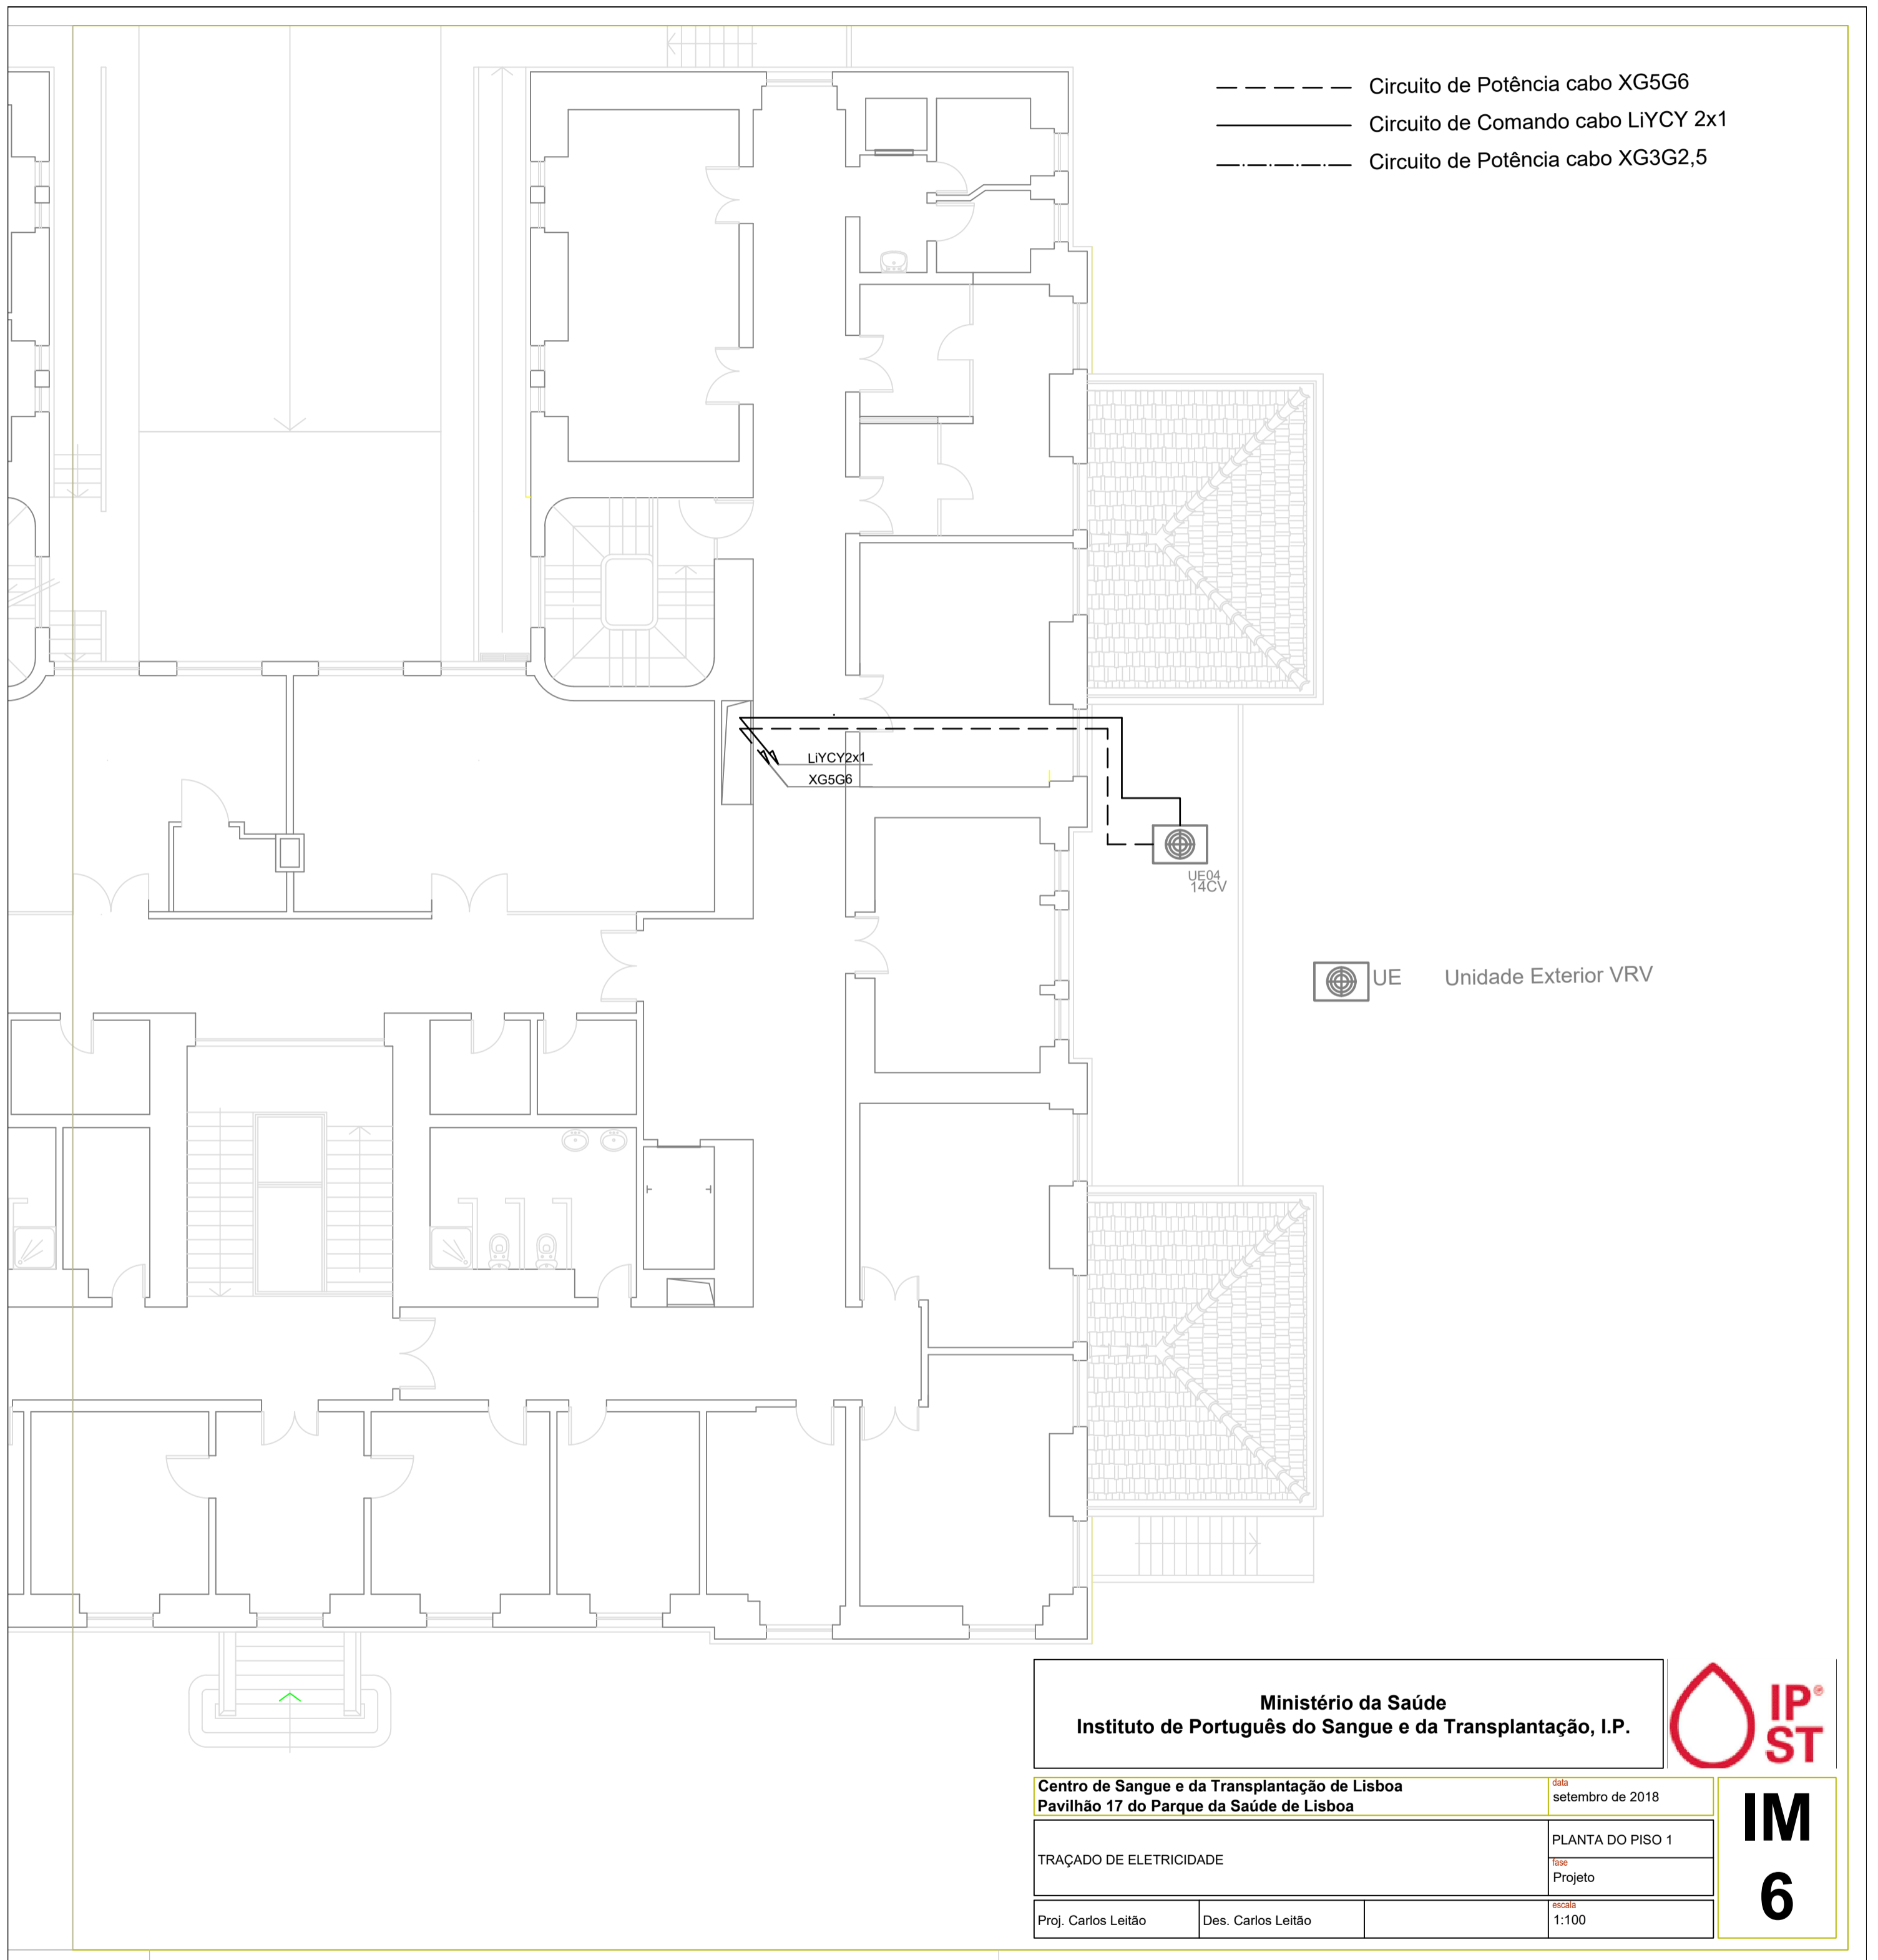 Circuito de Potência cabo XG5G6
Circuito de Comando cabo LiYCY 2x1
Circuito de Potência cabo XG3G2,5
LiYCY2x1
XG5G6
UE04
14CV
UE Unidade Exterior VRV
Ministério da Saúde
Instituto de Português do Sangue e da Transplantação, I.P.
IP
ST
Centro de Sangue e da Transplantação de Lisboa
Pavilhão 17 do Parque da Saúde de Lisboa
data
setembro de 2018
IM
6
TRAÇADO DE ELETRICIDADE
PLANTA DO PISO 1
fase
Projeto
Proj. Carlos Leitão
Des. Carlos Leitão
escala
1:100